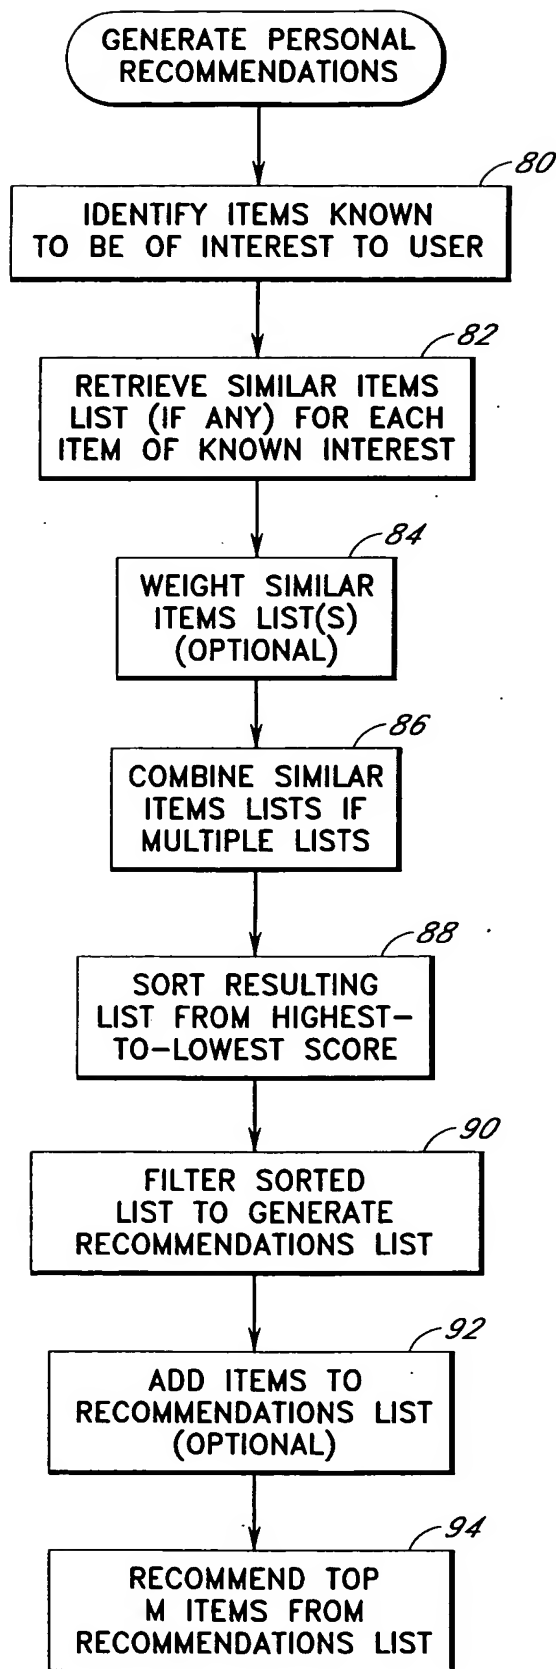 GENERATE PERSONAL
RECOMMENDATIONS
80
IDENTIFY ITEMS KNOWN
TO BE OF INTEREST TO USER
82
RETRIEVE SIMILAR ITEMS
LIST (IF ANY) FOR EACH
ITEM OF KNOWN INTEREST
84
WEIGHT SIMILAR
ITEMS LIST(S)
(OPTIONAL)
86
COMBINE SIMILAR
ITEMS LISTS IF
MULTIPLE LISTS
88
SORT RESULTING
LIST FROM HIGHEST–
TO–LOWEST SCORE
90
FILTER SORTED
LIST TO GENERATE
RECOMMENDATIONS LIST
92
ADD ITEMS TO
RECOMMENDATIONS LIST
(OPTIONAL)
94
RECOMMEND TOP
M ITEMS FROM
RECOMMENDATIONS LIST